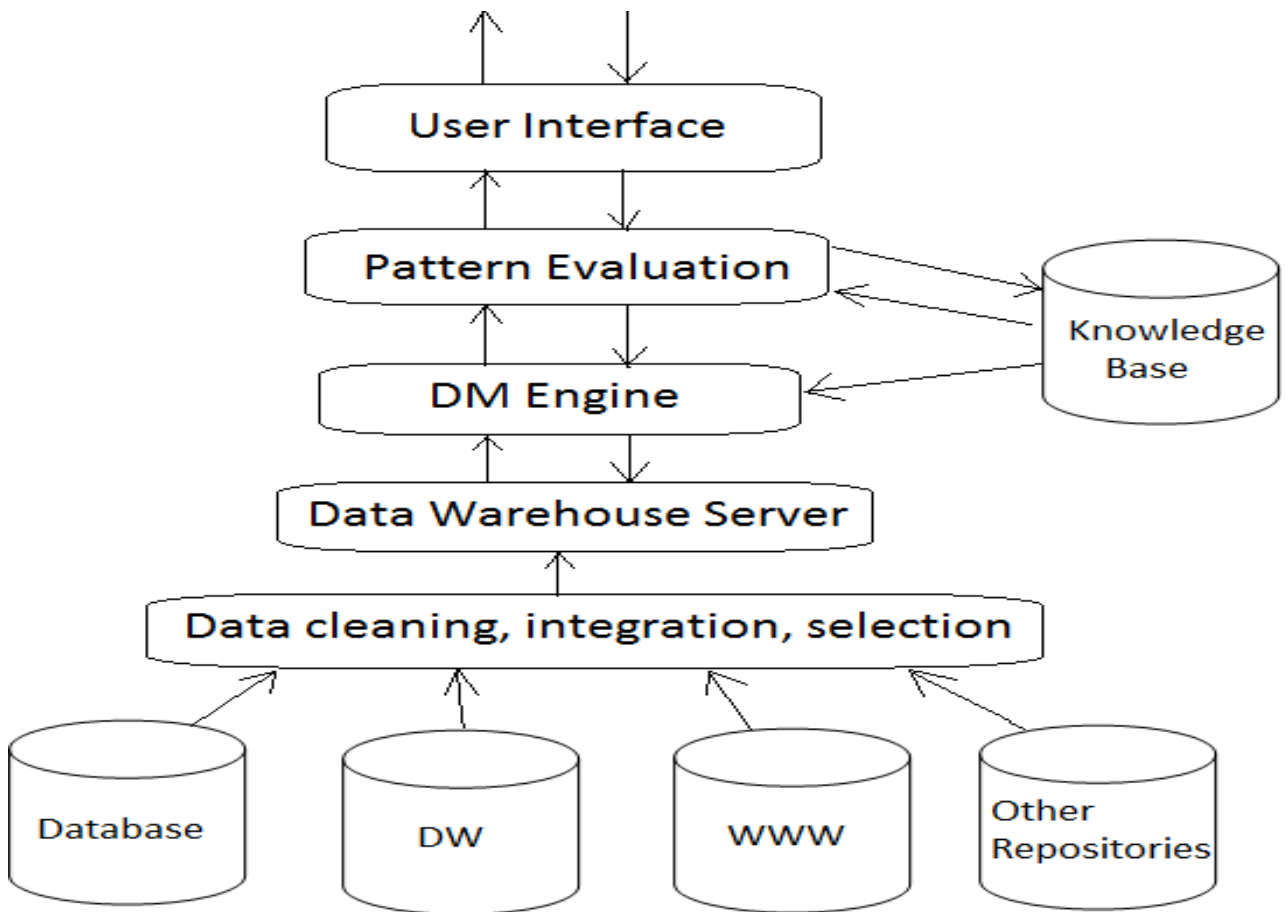 User Interface
Pattern Evaluation
Knowledge
Base
DM Engine
Data Warehouse Server
Data cleaning, integration, selection
Database
DW
WWW
Other
Repositories